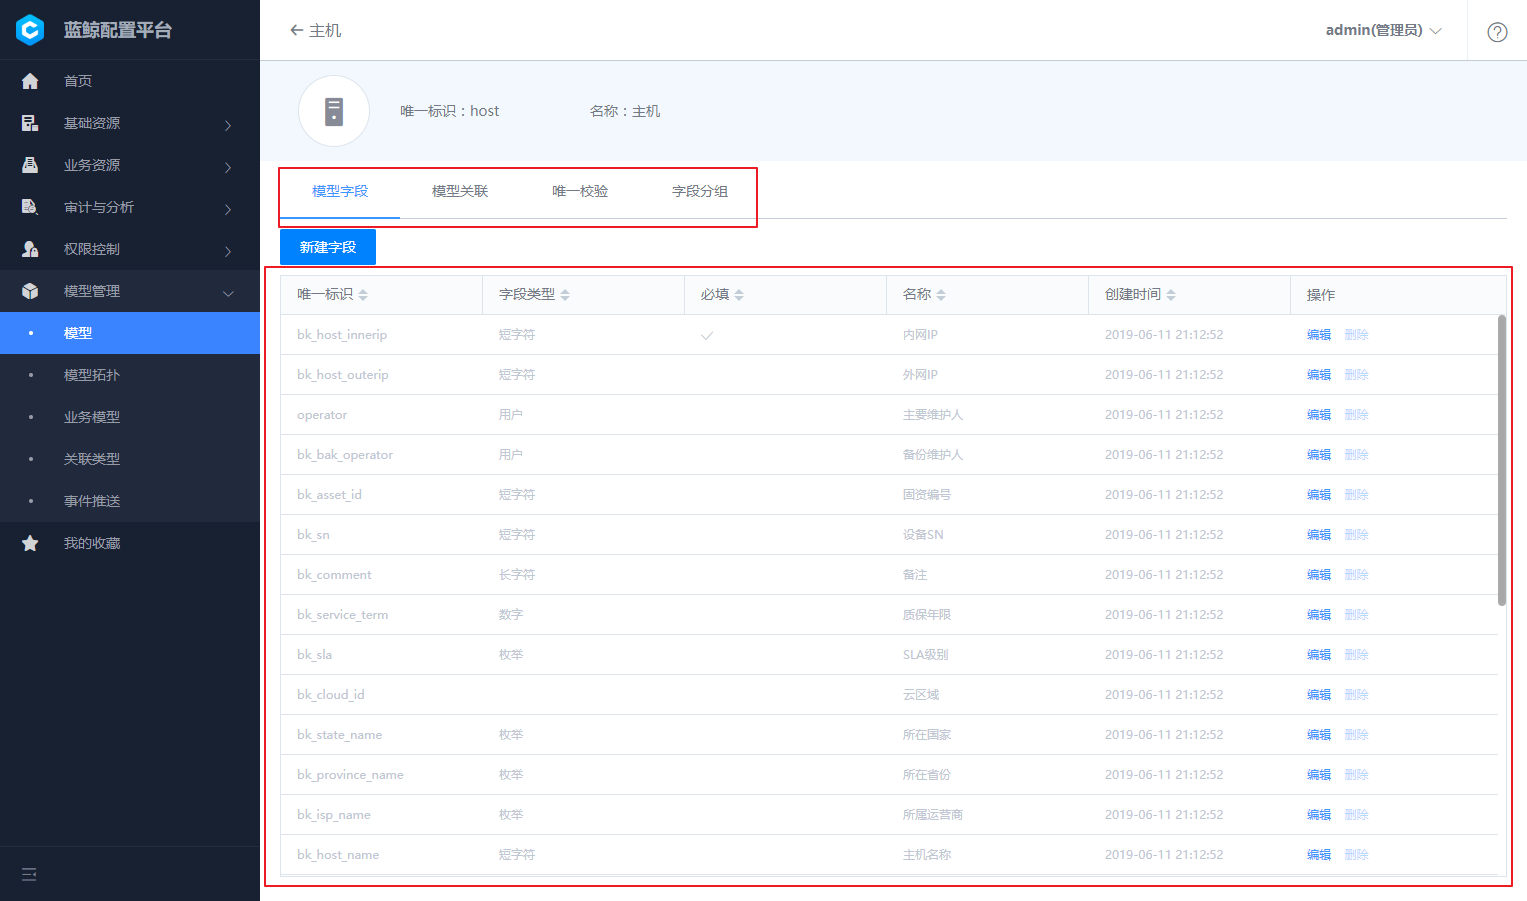 蓝鲸配置平台
首页
基础资源
业务资源
审计与分析
权限控制
模型管理
模型
模型拓扑
业务模型
关联类型
事件推送
我的收藏
主机
admin(管理员)
唯一标识：host 名称：主机
模型字段 模型关联 唯一校验 字段分组
新建字段
唯一标识 字段类型 必填 名称 创建时间 操作
bk_host_innerip 短字符 内网IP 2019-06-11 21:12:52 编辑 删除
bk_host_outerip 短字符 外网IP 2019-06-11 21:12:52 编辑 删除
operator 用户 主要维护人 2019-06-11 21:12:52 编辑 删除
bk_bak_operator 用户 备份维护人 2019-06-11 21:12:52 编辑 删除
bk_asset_id 短字符 固资编号 2019-06-11 21:12:52 编辑 删除
bk_sn 短字符 设备SN 2019-06-11 21:12:52 编辑 删除
bk_comment 长字符 备注 2019-06-11 21:12:52 编辑 删除
bk_service_term 数字 质保年限 2019-06-11 21:12:52 编辑 删除
bk_sla 枚举 SLA级别 2019-06-11 21:12:52 编辑 删除
bk_cloud_id 云区域 2019-06-11 21:12:52 编辑 删除
bk_state_name 枚举 所在国家 2019-06-11 21:12:52 编辑 删除
bk_province_name 枚举 所在省份 2019-06-11 21:12:52 编辑 删除
bk_isp_name 枚举 所属运营商 2019-06-11 21:12:52 编辑 删除
bk_host_name 短字符 主机名称 2019-06-11 21:12:52 编辑 删除